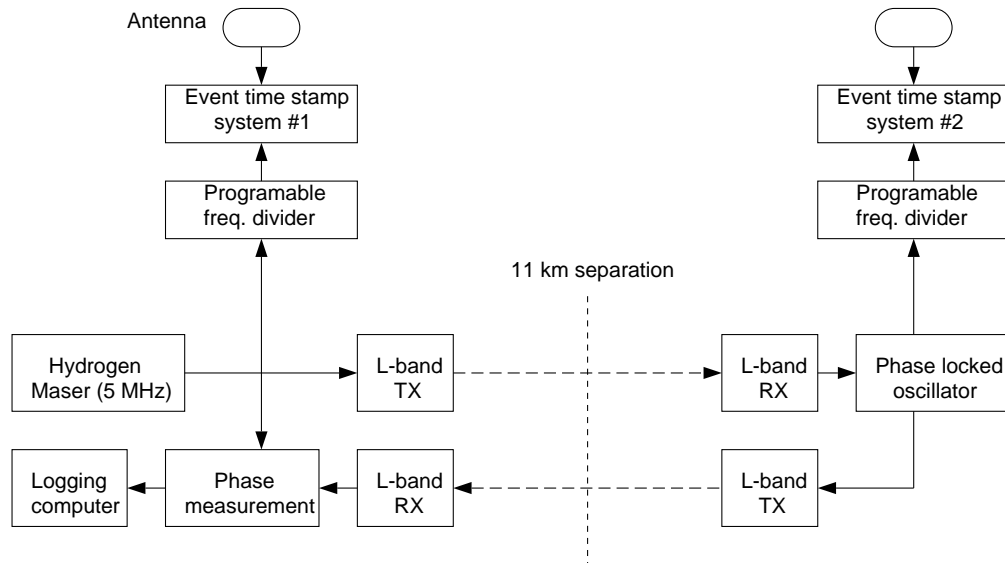 Antenna
Event time stamp
system #1
Event time stamp
system #2
Programable
freq. divider
Programable
freq. divider
11 km separation
Hydrogen
Maser (5 MHz)
L-band
TX
L-band
RX
Phase locked
oscillator
Logging
computer
Phase
measurement
L-band
RX
L-band
TX